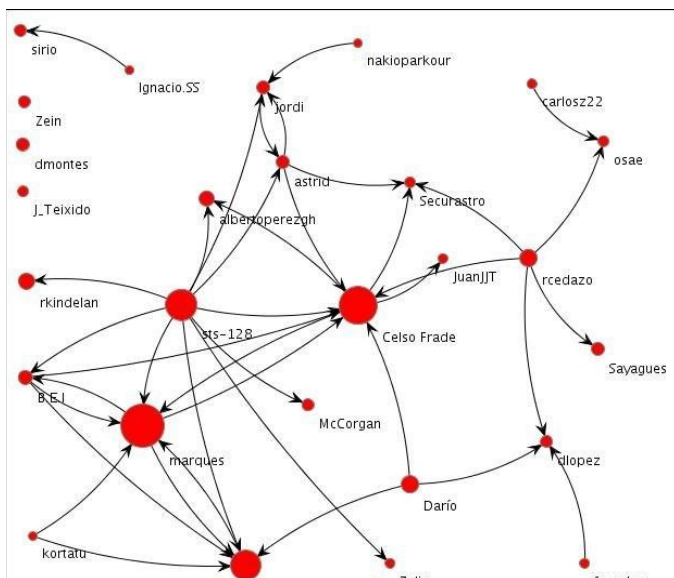 sirio
Ignacio.SS
nakioparkour
Zein
jordi
carlosz22
dmontes
osae
astrid
J_Teixido
Securastro
albertoperezgh
rkindelan
JuanJJT
rcedazo
sts-128
Celso Frade
Sayagues
B.E.J
McCorgan
marques
dlopez
Darío
kortatu